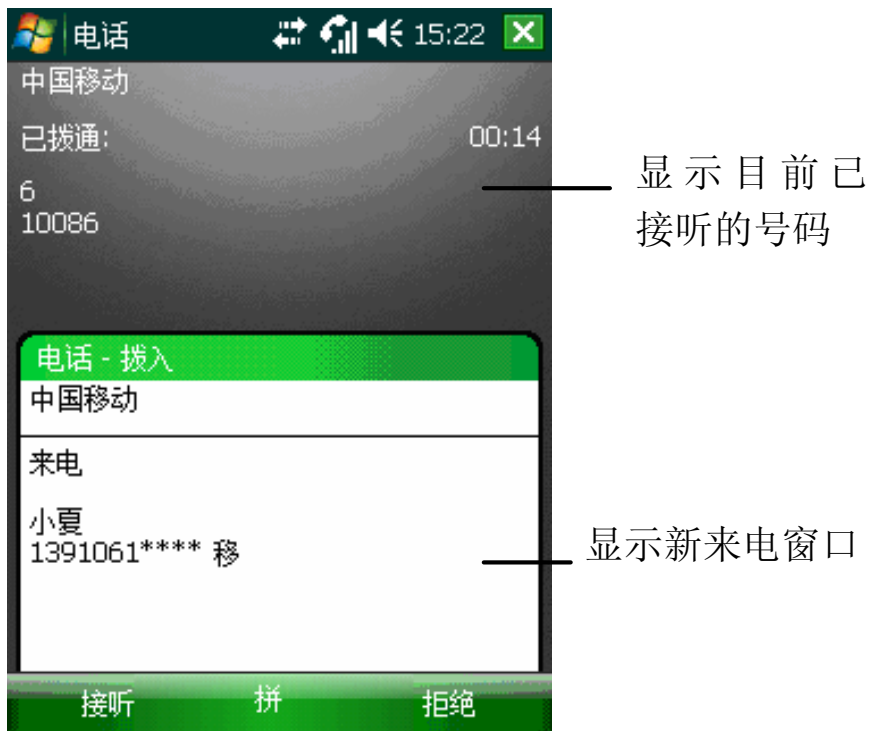 电话 15:22
中国移动
已拨通: 00:14
6
10086
显示目前已
接听的号码
电话 - 拨入
中国移动
来电
小夏
1391061**** 移
显示新来电窗口
接听 拼 拒绝